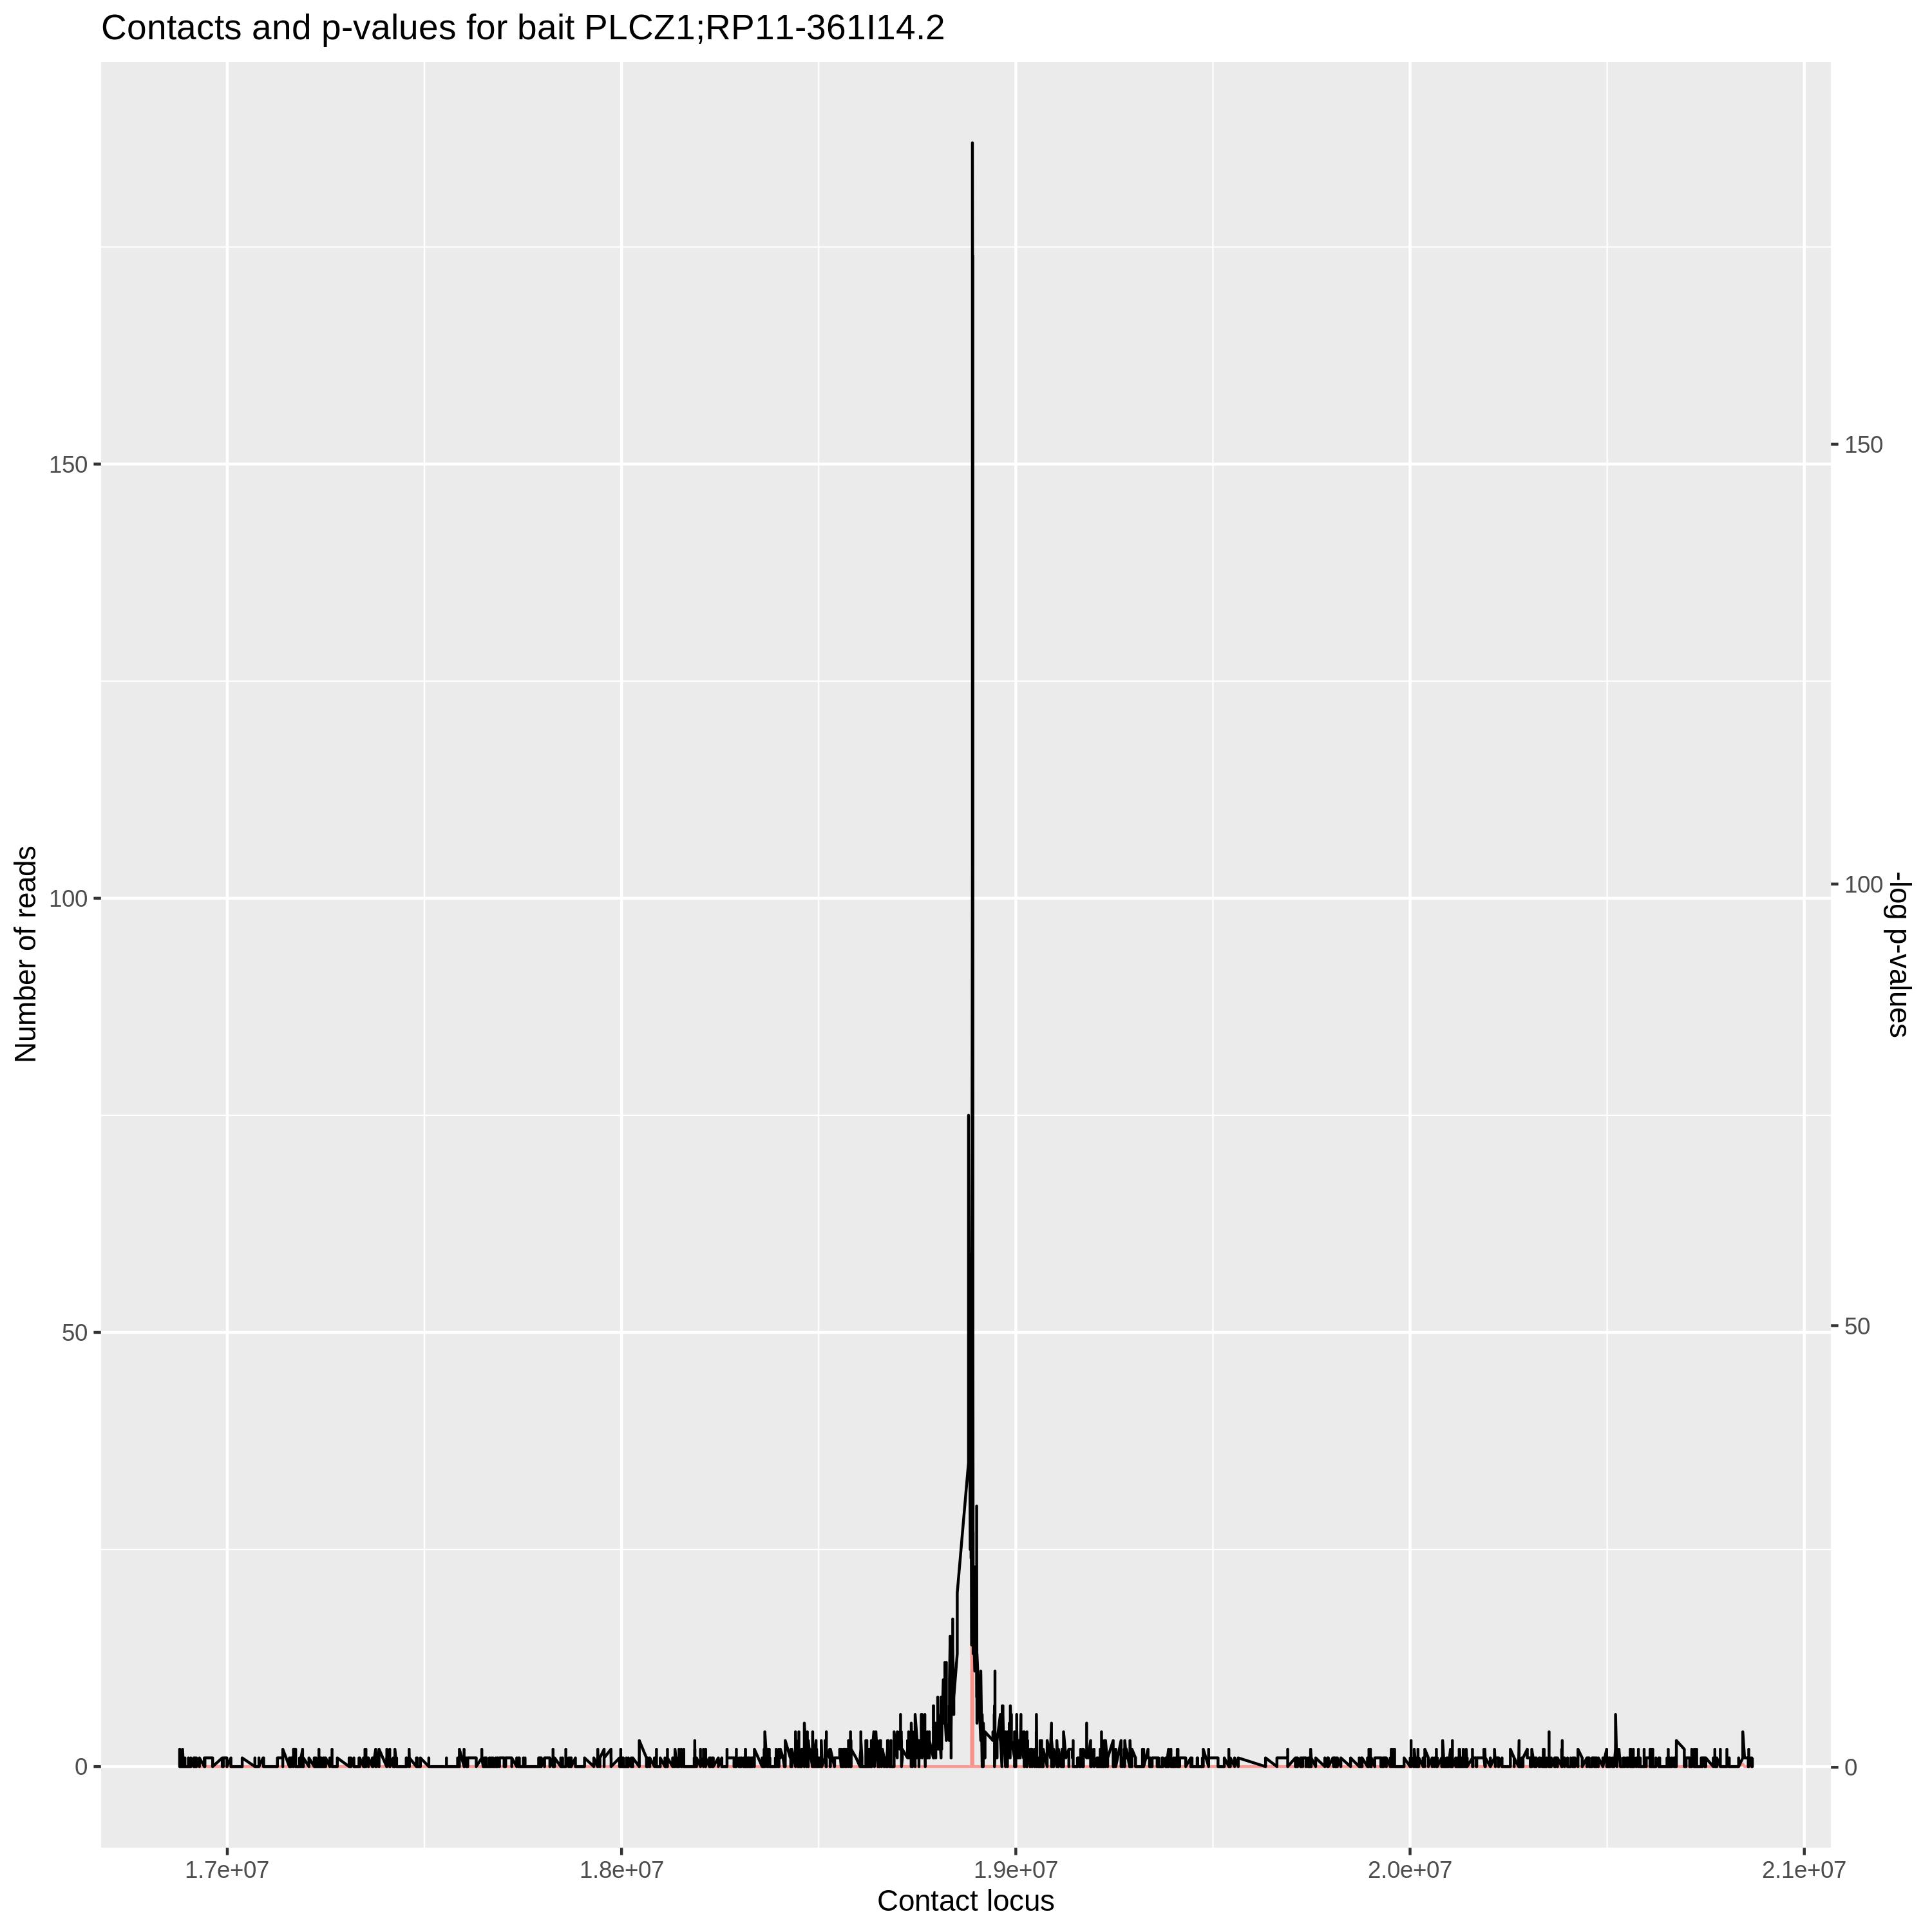 Contacts and p-values for bait PLCZ1;RP11-361I14.2
150
100
50
0
Number of reads
150
100
50
0
-log p-values
1.7e+07
1.8e+07
1.9e+07
2.0e+07
2.1e+07
Contact locus